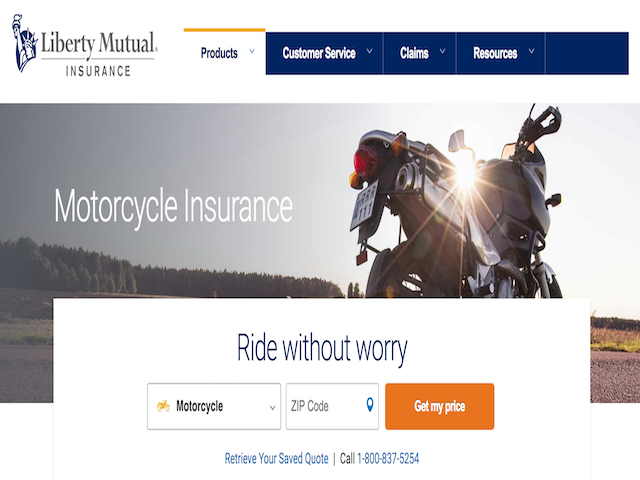 Liberty Mutual®
INSURANCE
Products
Customer Service
Claims
Resources
Motorcycle Insurance
Ride without worry
Motorcycle
ZIP Code
Get my price
Retrieve Your Saved Quote | Call 1-800-837-5254